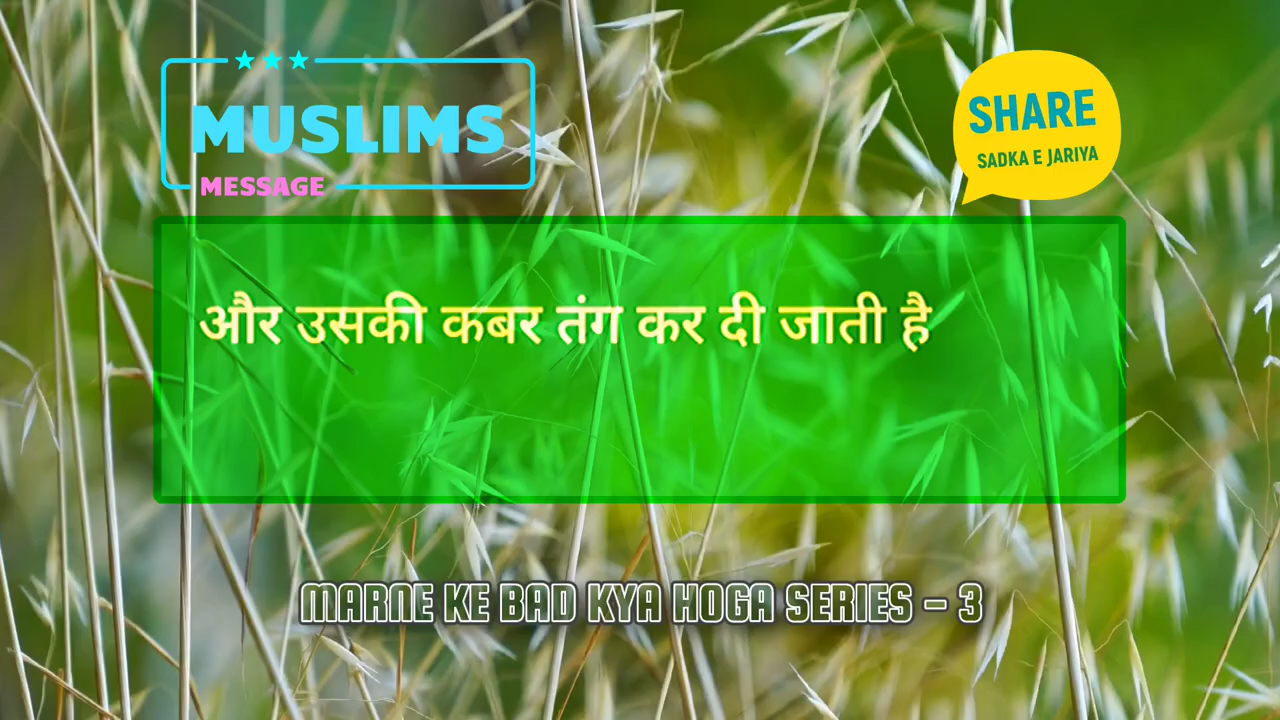 MUSLIMS
MESSAGE
SHARE
SADKA E JARIYA
और उसकी कबर तंग कर दी जाती है
MARNE KE BAD KYA HOGA SERIES - 3